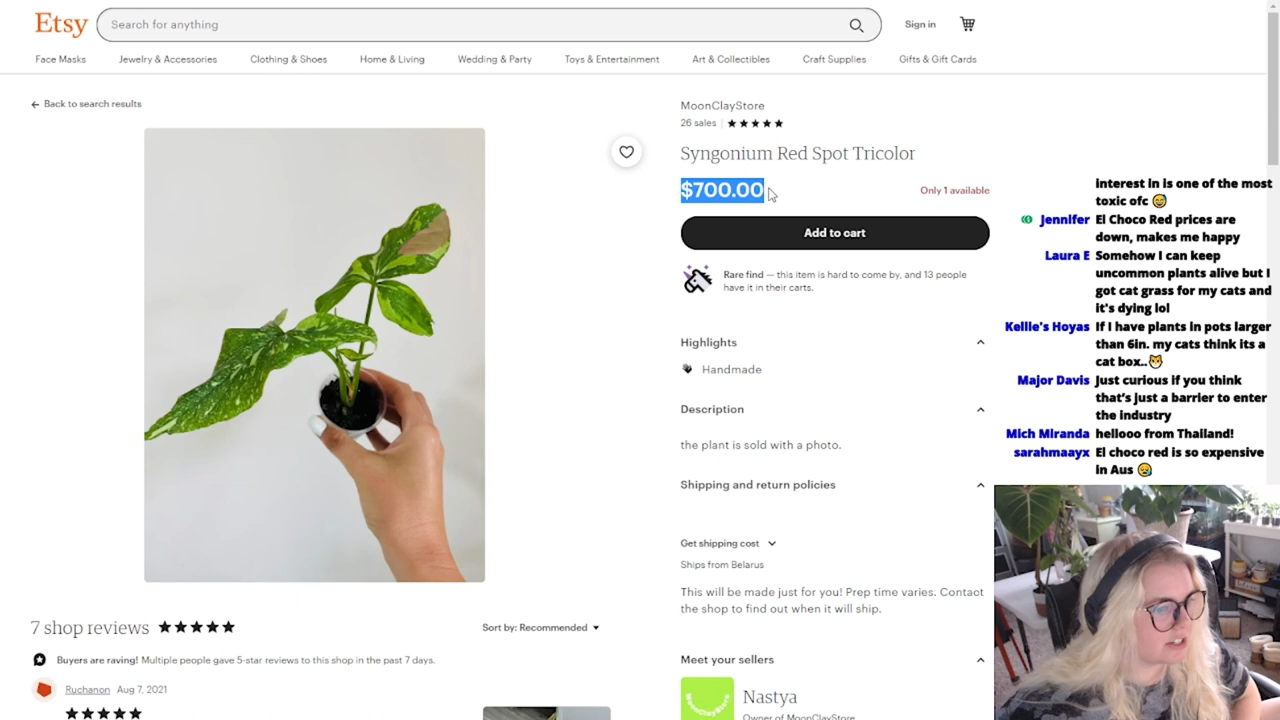 Etsy
Search for anything
Sign in
Face Masks
Jewelry & Accessories
Clothing & Shoes
Home & Living
Wedding & Party
Toys & Entertainment
Art & Collectibles
Craft Supplies
Gifts & Gift Cards
Back to search results
MoonClayStore
26 sales
Syngonium Red Spot Tricolor
$700.00
Only 1 available
Add to cart
Rare find — this item is hard to come by, and 13 people
have it in their carts.
Highlights
Handmade
Description
the plant is sold with a photo.
Shipping and return policies
Get shipping cost
Ships from Belarus
This will be made just for you! Prep time varies. Contact
the shop to find out when it will ship.
Meet your sellers
Nastya
Owner of MoonClayStore
7 shop reviews
Sort by: Recommended
Buyers are raving! Multiple people gave 5-star reviews to this shop in the past 7 days.
Ruchanon Aug 7, 2021
interest in is one of the most
toxic ofc 😅
Jennifer El Choco Red prices are
down, makes me happy
Laura E Somehow I can keep
uncommon plants alive but I
got cat grass for my cats and
it's dying lol
Kellie's Hoyas If I have plants in pots larger
than 6in. my cats think its a
cat box..🐱
Major Davis Just curious if you think
that's just a barrier to enter
the industry
Mich Miranda hellooo from Thailand!
sarahmaayx El choco red is so expensive
in Aus 😪